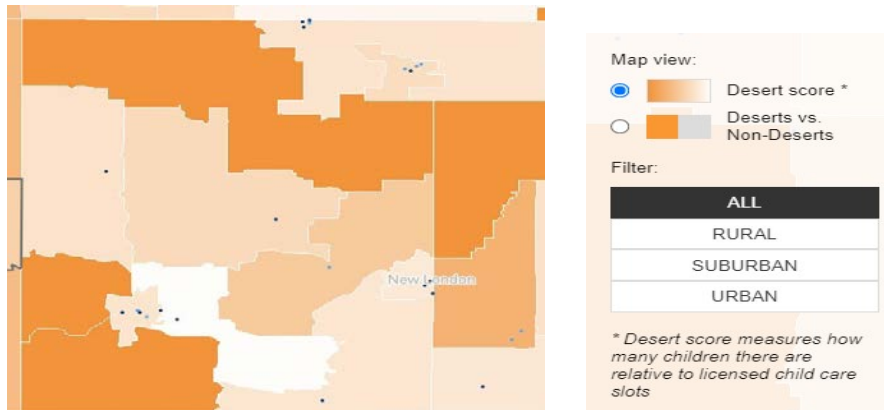 New London
Map view:
Desert score *
Deserts vs.
Non-Deserts
Filter:
ALL
RURAL
SUBURBAN
URBAN
* Desert score measures how
many children there are
relative to licensed child care
slots